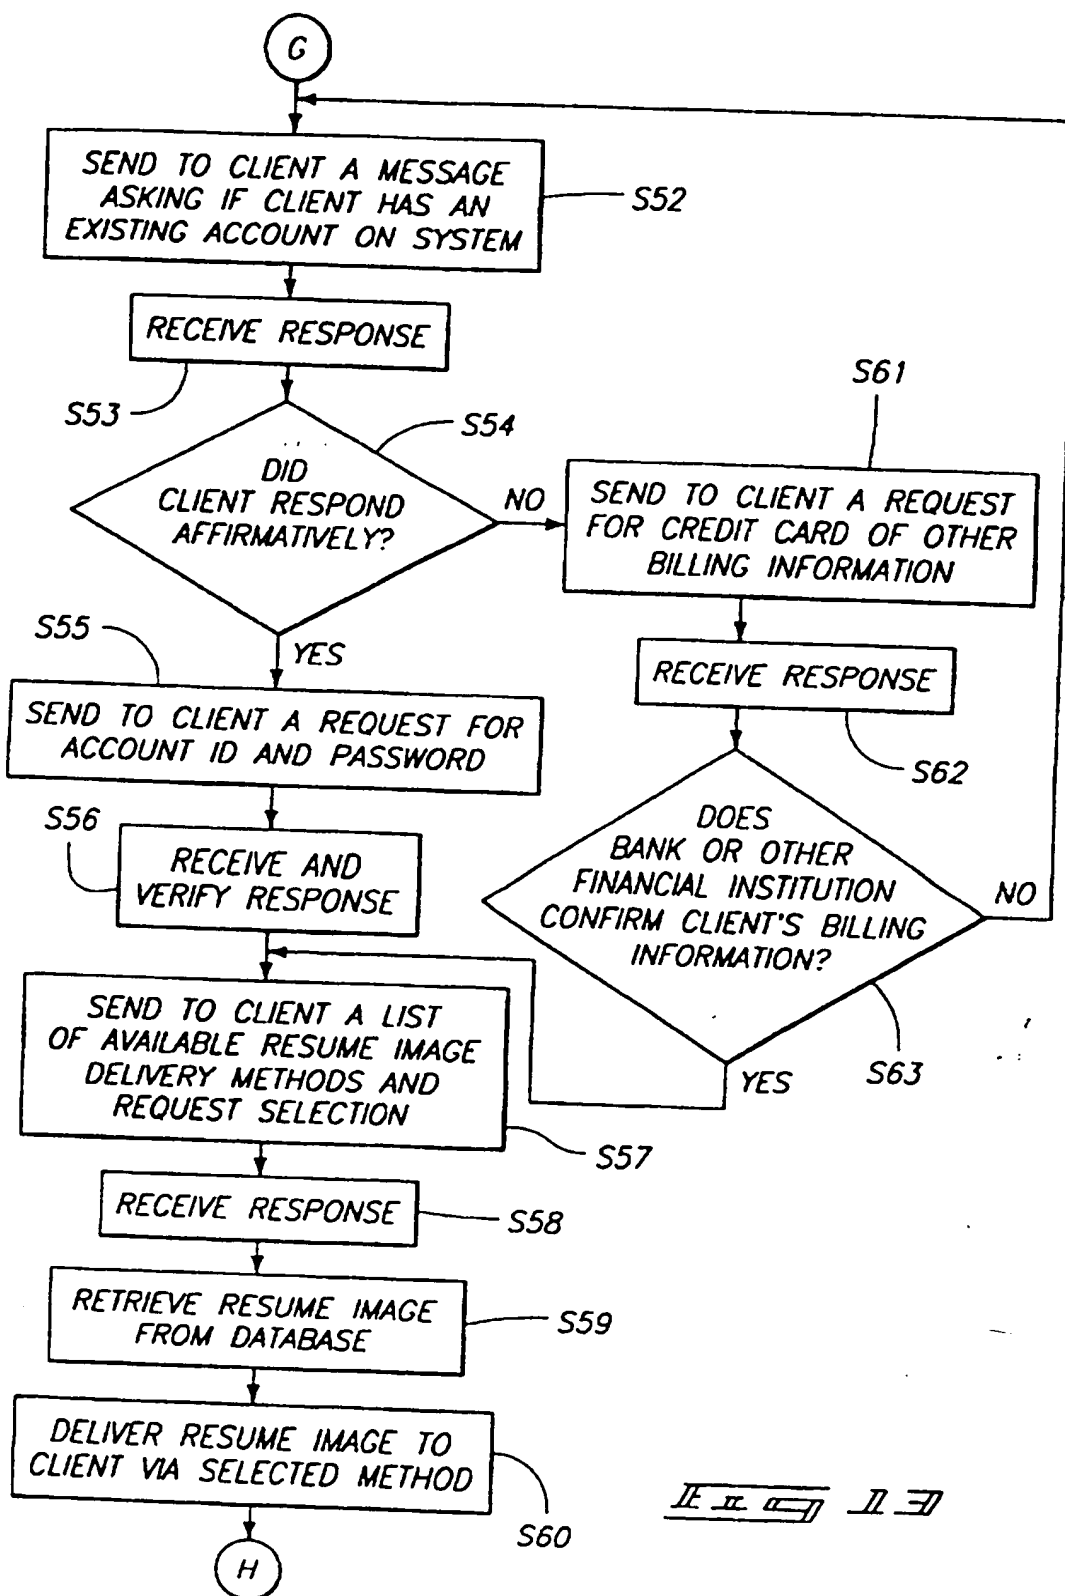 G
SEND TO CLIENT A MESSAGE
ASKING IF CLIENT HAS AN
EXISTING ACCOUNT ON SYSTEM
S52
RECEIVE RESPONSE
S53
DID
CLIENT RESPOND
AFFIRMATIVELY?
S54
NO
YES
S61
SEND TO CLIENT A REQUEST
FOR CREDIT CARD OF OTHER
BILLING INFORMATION
RECEIVE RESPONSE
S62
DOES
BANK OR OTHER
FINANCIAL INSTITUTION
CONFIRM CLIENT'S BILLING
INFORMATION?
NO
YES
S63
S55
SEND TO CLIENT A REQUEST FOR
ACCOUNT ID AND PASSWORD
S56
RECEIVE AND
VERIFY RESPONSE
SEND TO CLIENT A LIST
OF AVAILABLE RESUME IMAGE
DELIVERY METHODS AND
REQUEST SELECTION
S57
RECEIVE RESPONSE
S58
RETRIEVE RESUME IMAGE
FROM DATABASE
S59
DELIVER RESUME IMAGE TO
CLIENT VIA SELECTED METHOD
S60
H
FIG 13